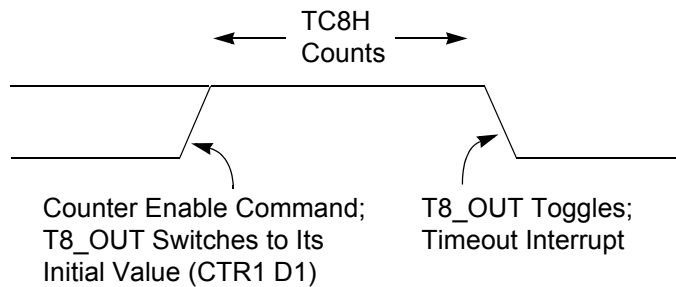 TC8H
Counts
Counter Enable Command;
T8_OUT Switches to Its
Initial Value (CTR1 D1)
T8_OUT Toggles;
Timeout Interrupt